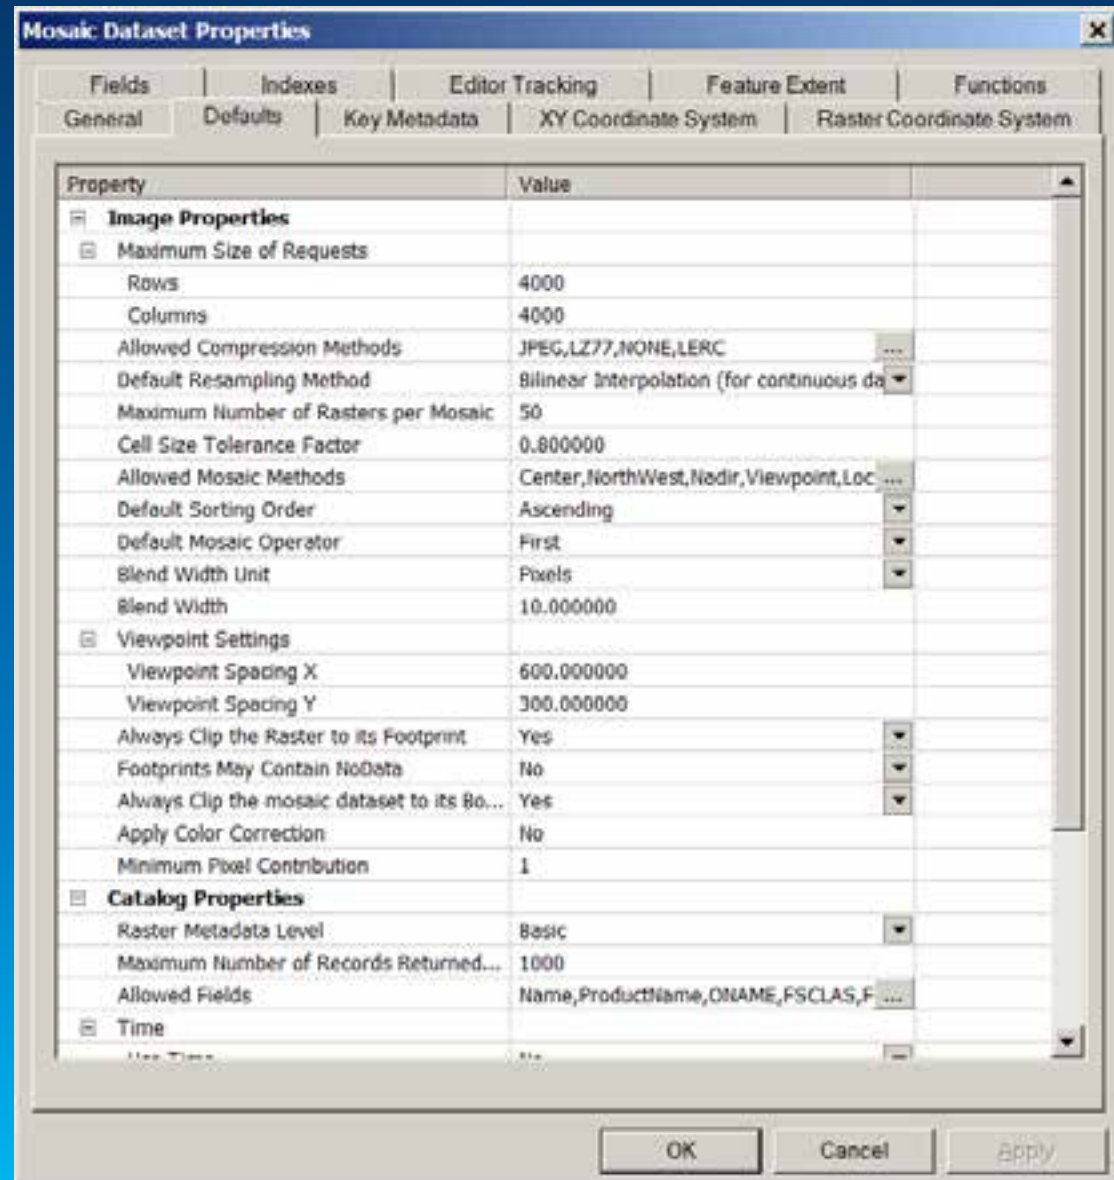 Mosaic Dataset Properties
Fields Indexes Editor Tracking Feature Extent Functions
General Defaults Key Metadata XY Coordinate System Raster Coordinate System
Property Value
Image Properties
Maximum Size of Requests
Rows 4000
Columns 4000
Allowed Compression Methods JPEG,LZ77,NONE,LERC ...
Default Resampling Method Bilinear Interpolation (for continuous da
Maximum Number of Rasters per Mosaic 50
Cell Size Tolerance Factor 0.800000
Allowed Mosaic Methods Center,NorthWest,Nadir,Viewpoint,Loc ...
Default Sorting Order Ascending
Default Mosaic Operator First
Blend Width Unit Pixels
Blend Width 10.000000
Viewpoint Settings
Viewpoint Spacing X 600.000000
Viewpoint Spacing Y 300.000000
Always Clip the Raster to its Footprint Yes
Footprints May Contain NoData No
Always Clip the mosaic dataset to its Bo... Yes
Apply Color Correction No
Minimum Pixel Contribution 1
Catalog Properties
Raster Metadata Level Basic
Maximum Number of Records Returned... 1000
Allowed Fields Name,ProductName,ONAME,FSCLAS,F ...
Time
OK Cancel Apply